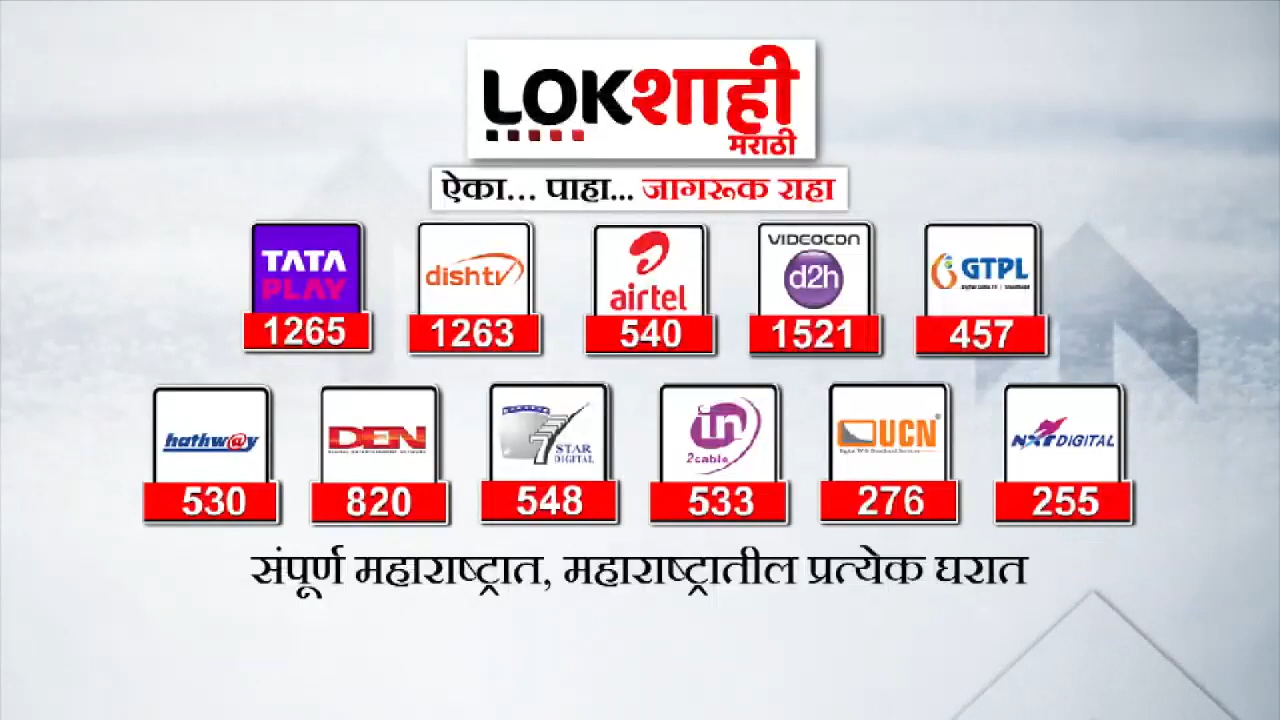 LOKशाही
मराठी
ऐका... पाहा... जागरूक राहा
TATA PLAY
dishtv
airtel
VIDEOCON d2h
GTPL
1265
1263
540
1521
457
hathw@y
DEN
7 STAR DIGITAL
in 2cable
UCN
NXT DIGITAL
530
820
548
533
276
255
संपूर्ण महाराष्ट्रात, महाराष्ट्रातील प्रत्येक घरात